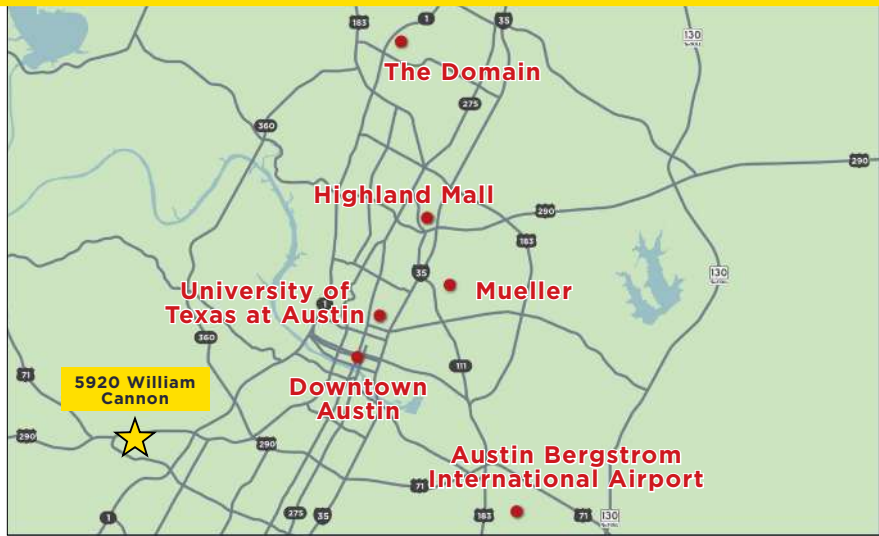 183
1
35
130
The Domain
275
360
290
Highland Mall
290
183
35
130
University of
Texas at Austin
Mueller
1
360
71
5920 William
Cannon
111
Downtown
Austin
290
290
Austin Bergstrom
International Airport
71
1
275
35
183
71
130